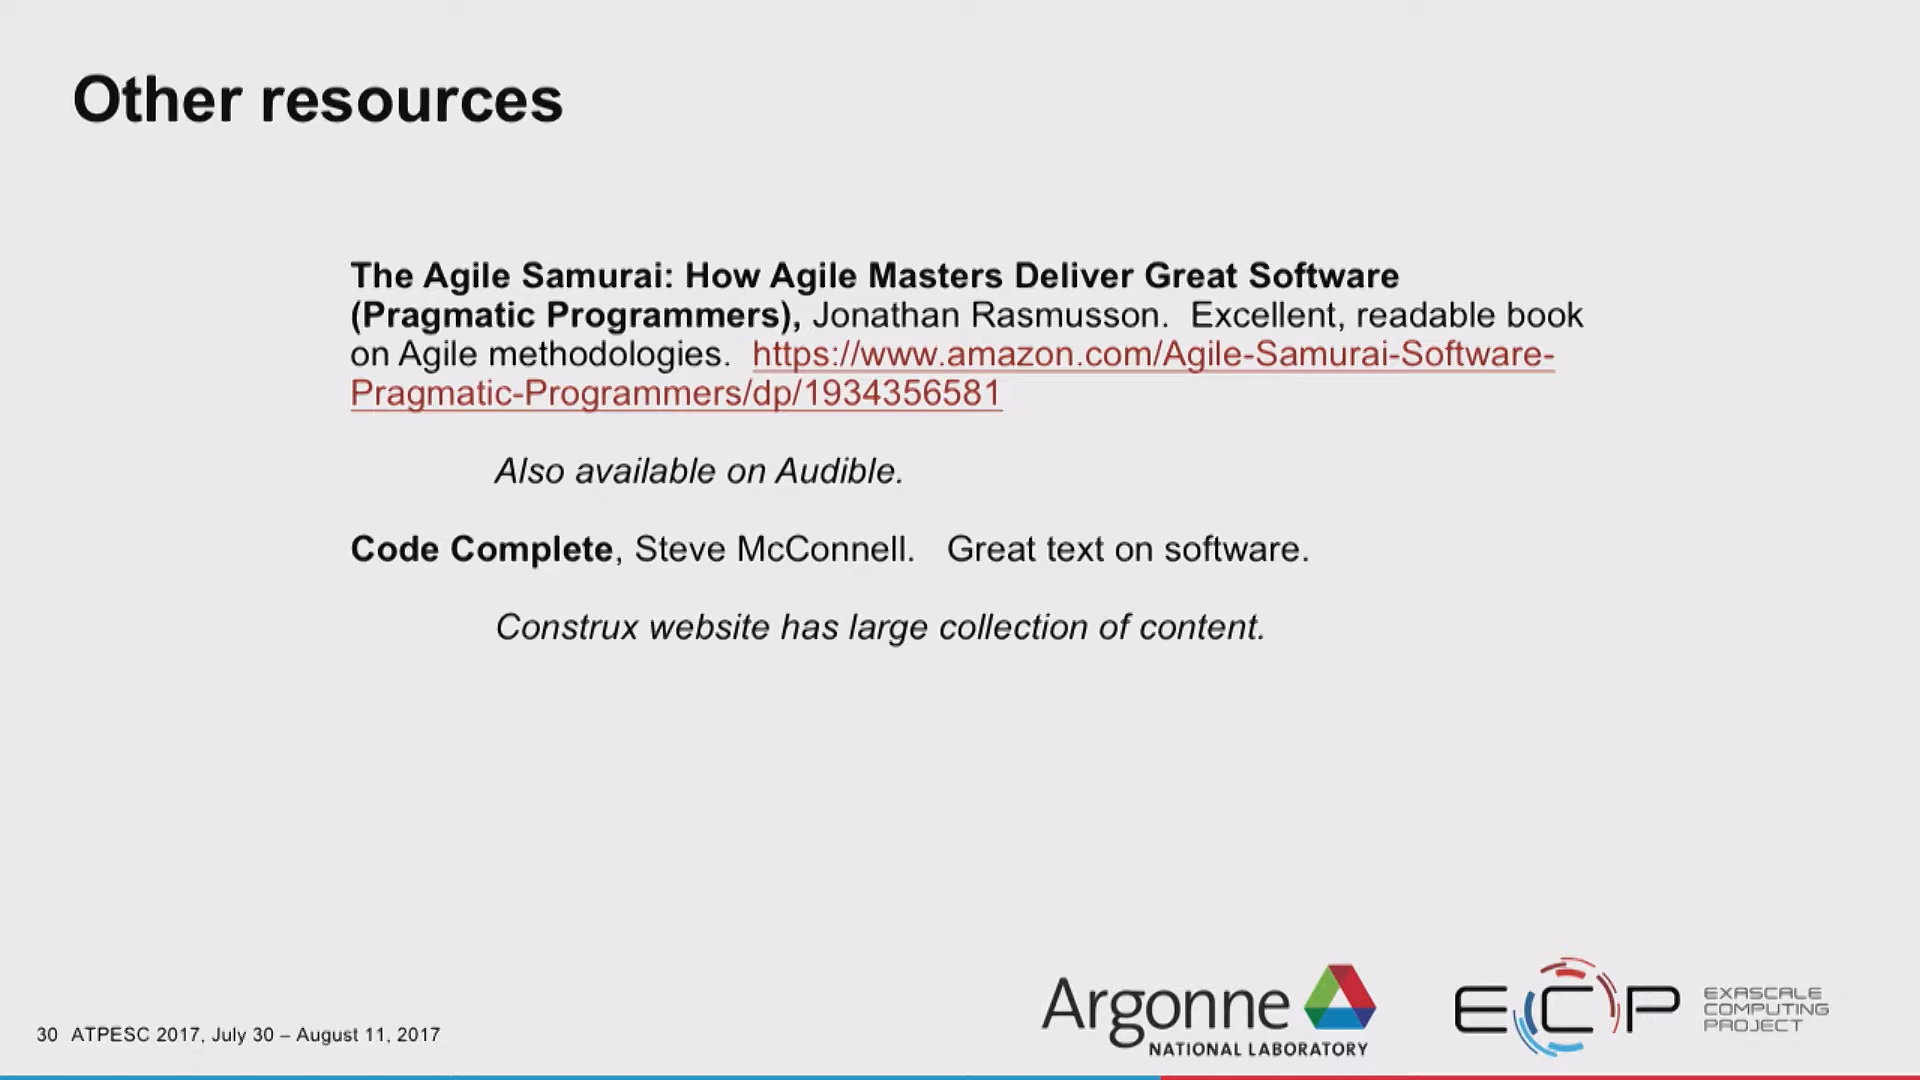 Other resources
The Agile Samurai: How Agile Masters Deliver Great Software
(Pragmatic Programmers), Jonathan Rasmusson.  Excellent, readable book
on Agile methodologies.  https://www.amazon.com/Agile-Samurai-Software-
Pragmatic-Programmers/dp/1934356581
Also available on Audible.
Code Complete, Steve McConnell.   Great text on software.
Construx website has large collection of content.
Argonne
NATIONAL LABORATORY
ECP
EXASCALE
COMPUTING
PROJECT
30 ATPESC 2017, July 30 – August 11, 2017